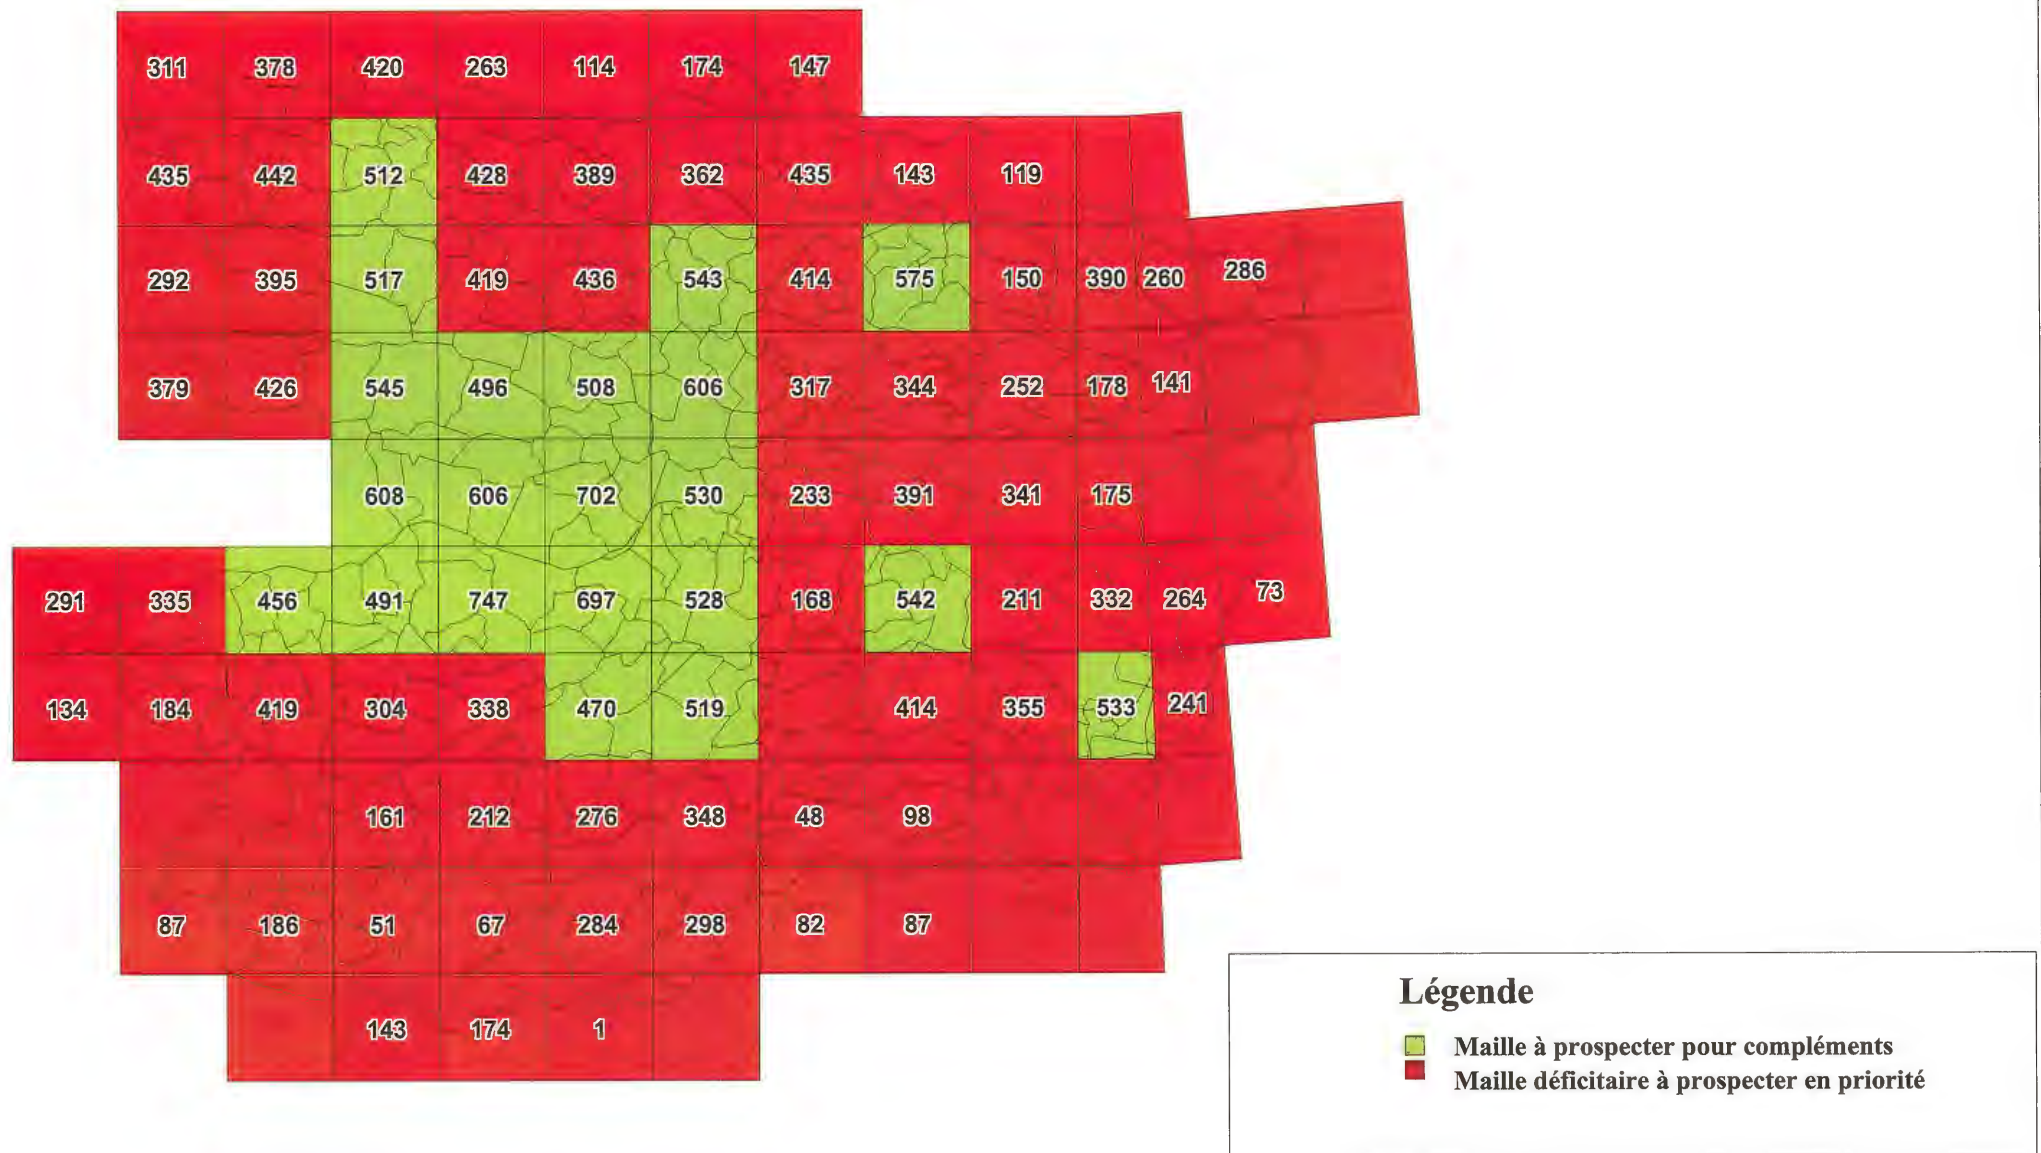 311 378 420 263 114 174 147
435 442 512 428 389 362 435 143 119
292 395 517 419 436 543 414 575 150 390 260 286
379 426 545 496 508 606 317 344 252 178 141
608 606 702 530 233 391 341 175
291 335 456 491 747 697 528 168 542 211 332 264 73
134 184 419 304 338 470 519 414 355 533 241
161 212 276 348 48 98
87 186 51 67 284 298 82 87
143 174 1
Légende
Maille à prospecter pour compléments
Maille déficitaire à prospecter en priorité